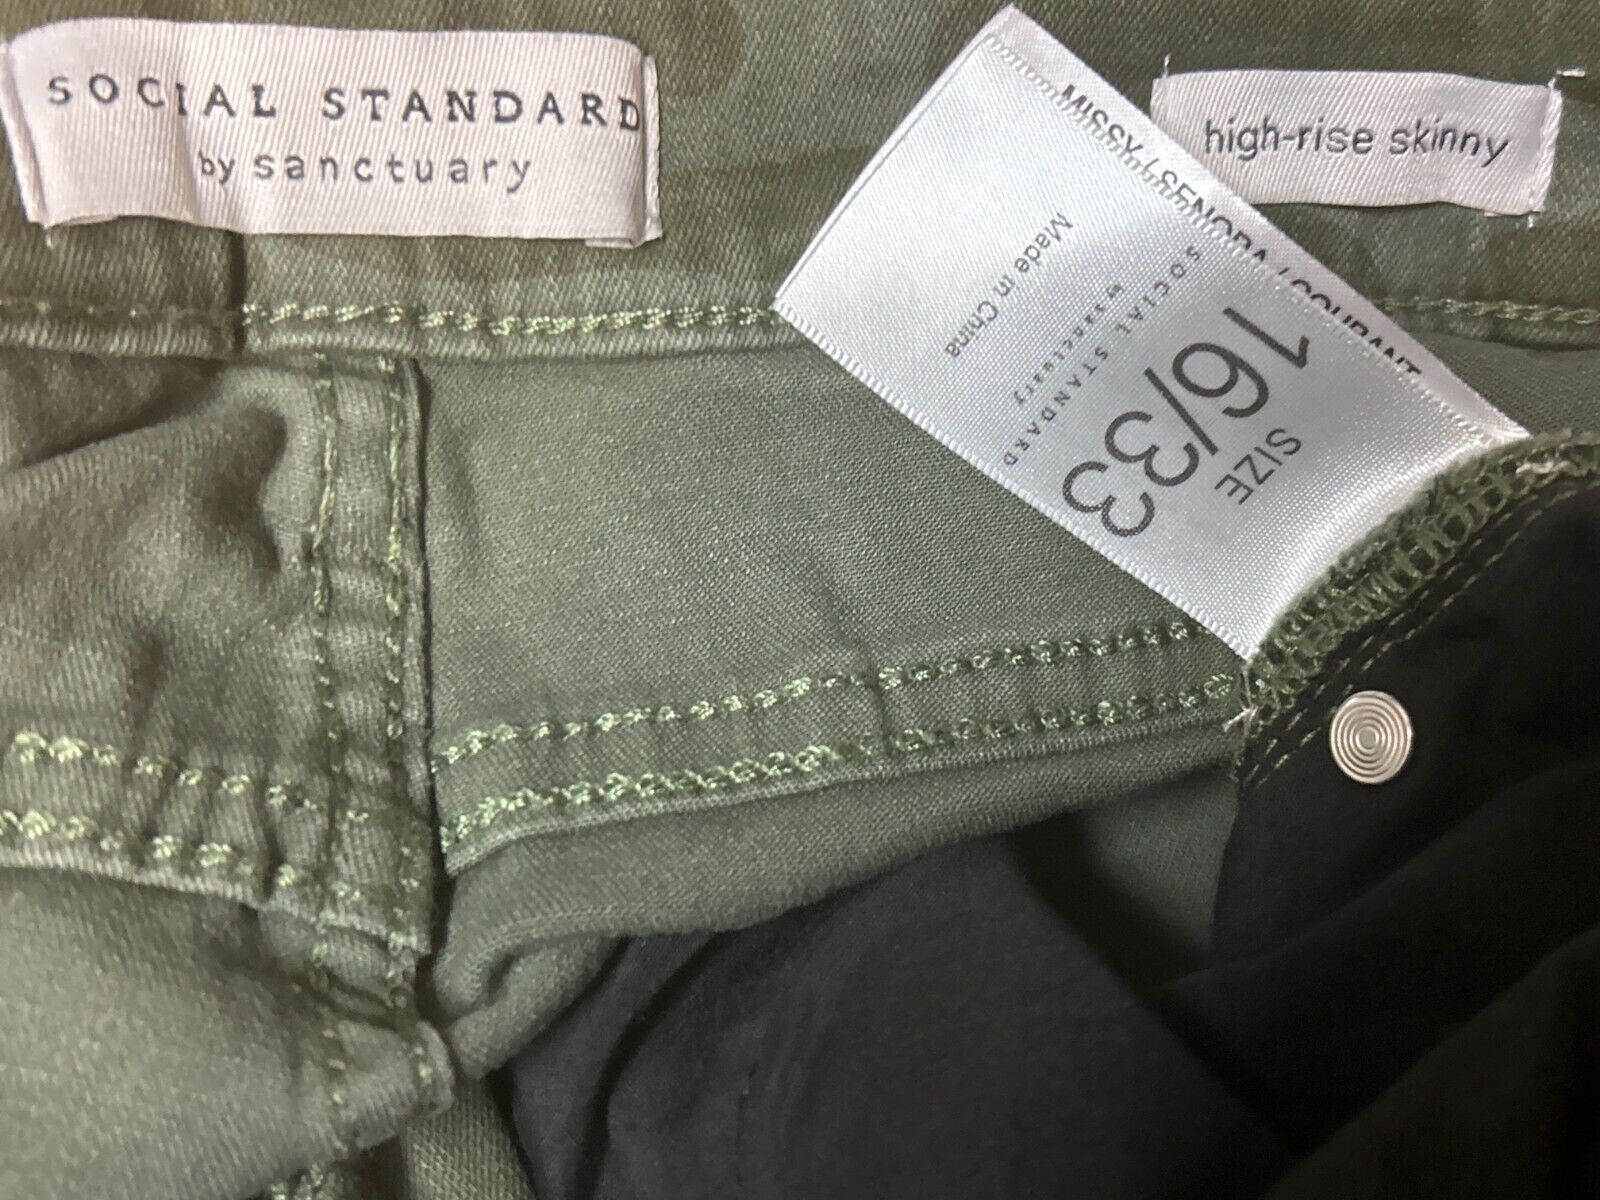 SOCIAL STANDARD
by sanctuary
high-rise skinny
MISSY / SENORA / COURANT
SIZE
16/33
SOCIAL STANDARD
by sanctuary
Made in China